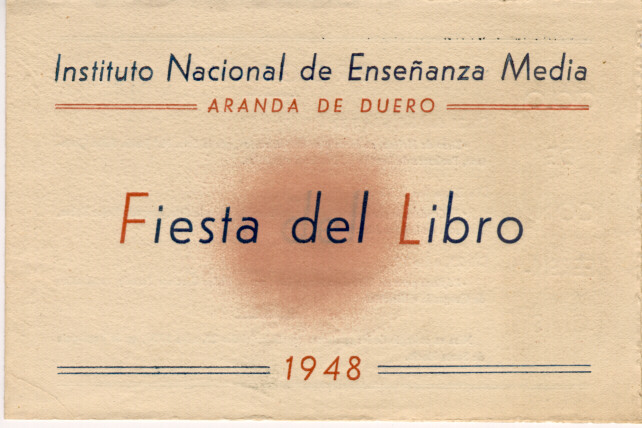 Instituto Nacional de Enseñanza Media
ARANDA DE DUERO
Fiesta del Libro
1948